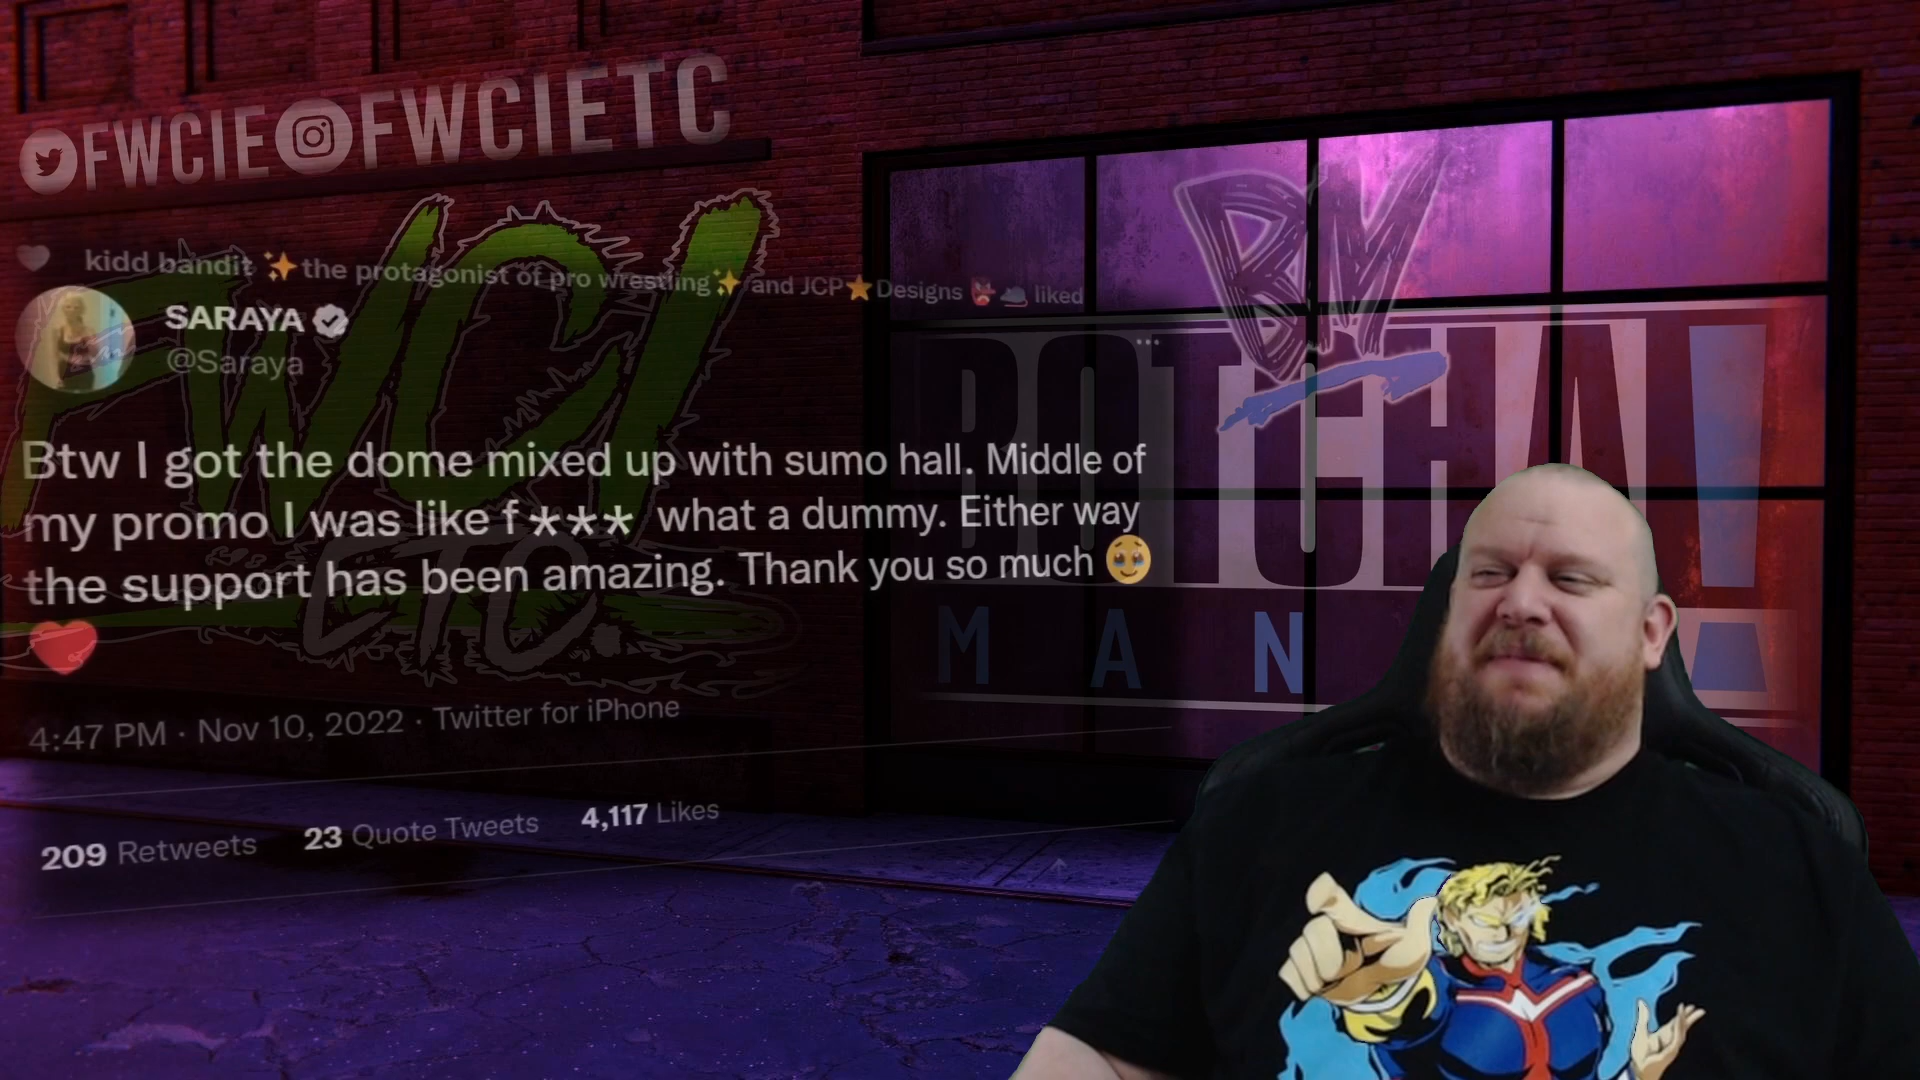 FWCIE FWCIETC
kidd bandit ✨the protagonist of pro wrestling✨ and JCP⭐Designs 👹🦔 liked
SARAYA
@Saraya
Btw I got the dome mixed up with sumo hall. Middle of
my promo I was like f*** what a dummy. Either way
the support has been amazing. Thank you so much 🥹
❤️
4:47 PM · Nov 10, 2022 · Twitter for iPhone
209 Retweets 23 Quote Tweets 4,117 Likes
FWCI
ETC.
BM
BOTCHA!
MAN